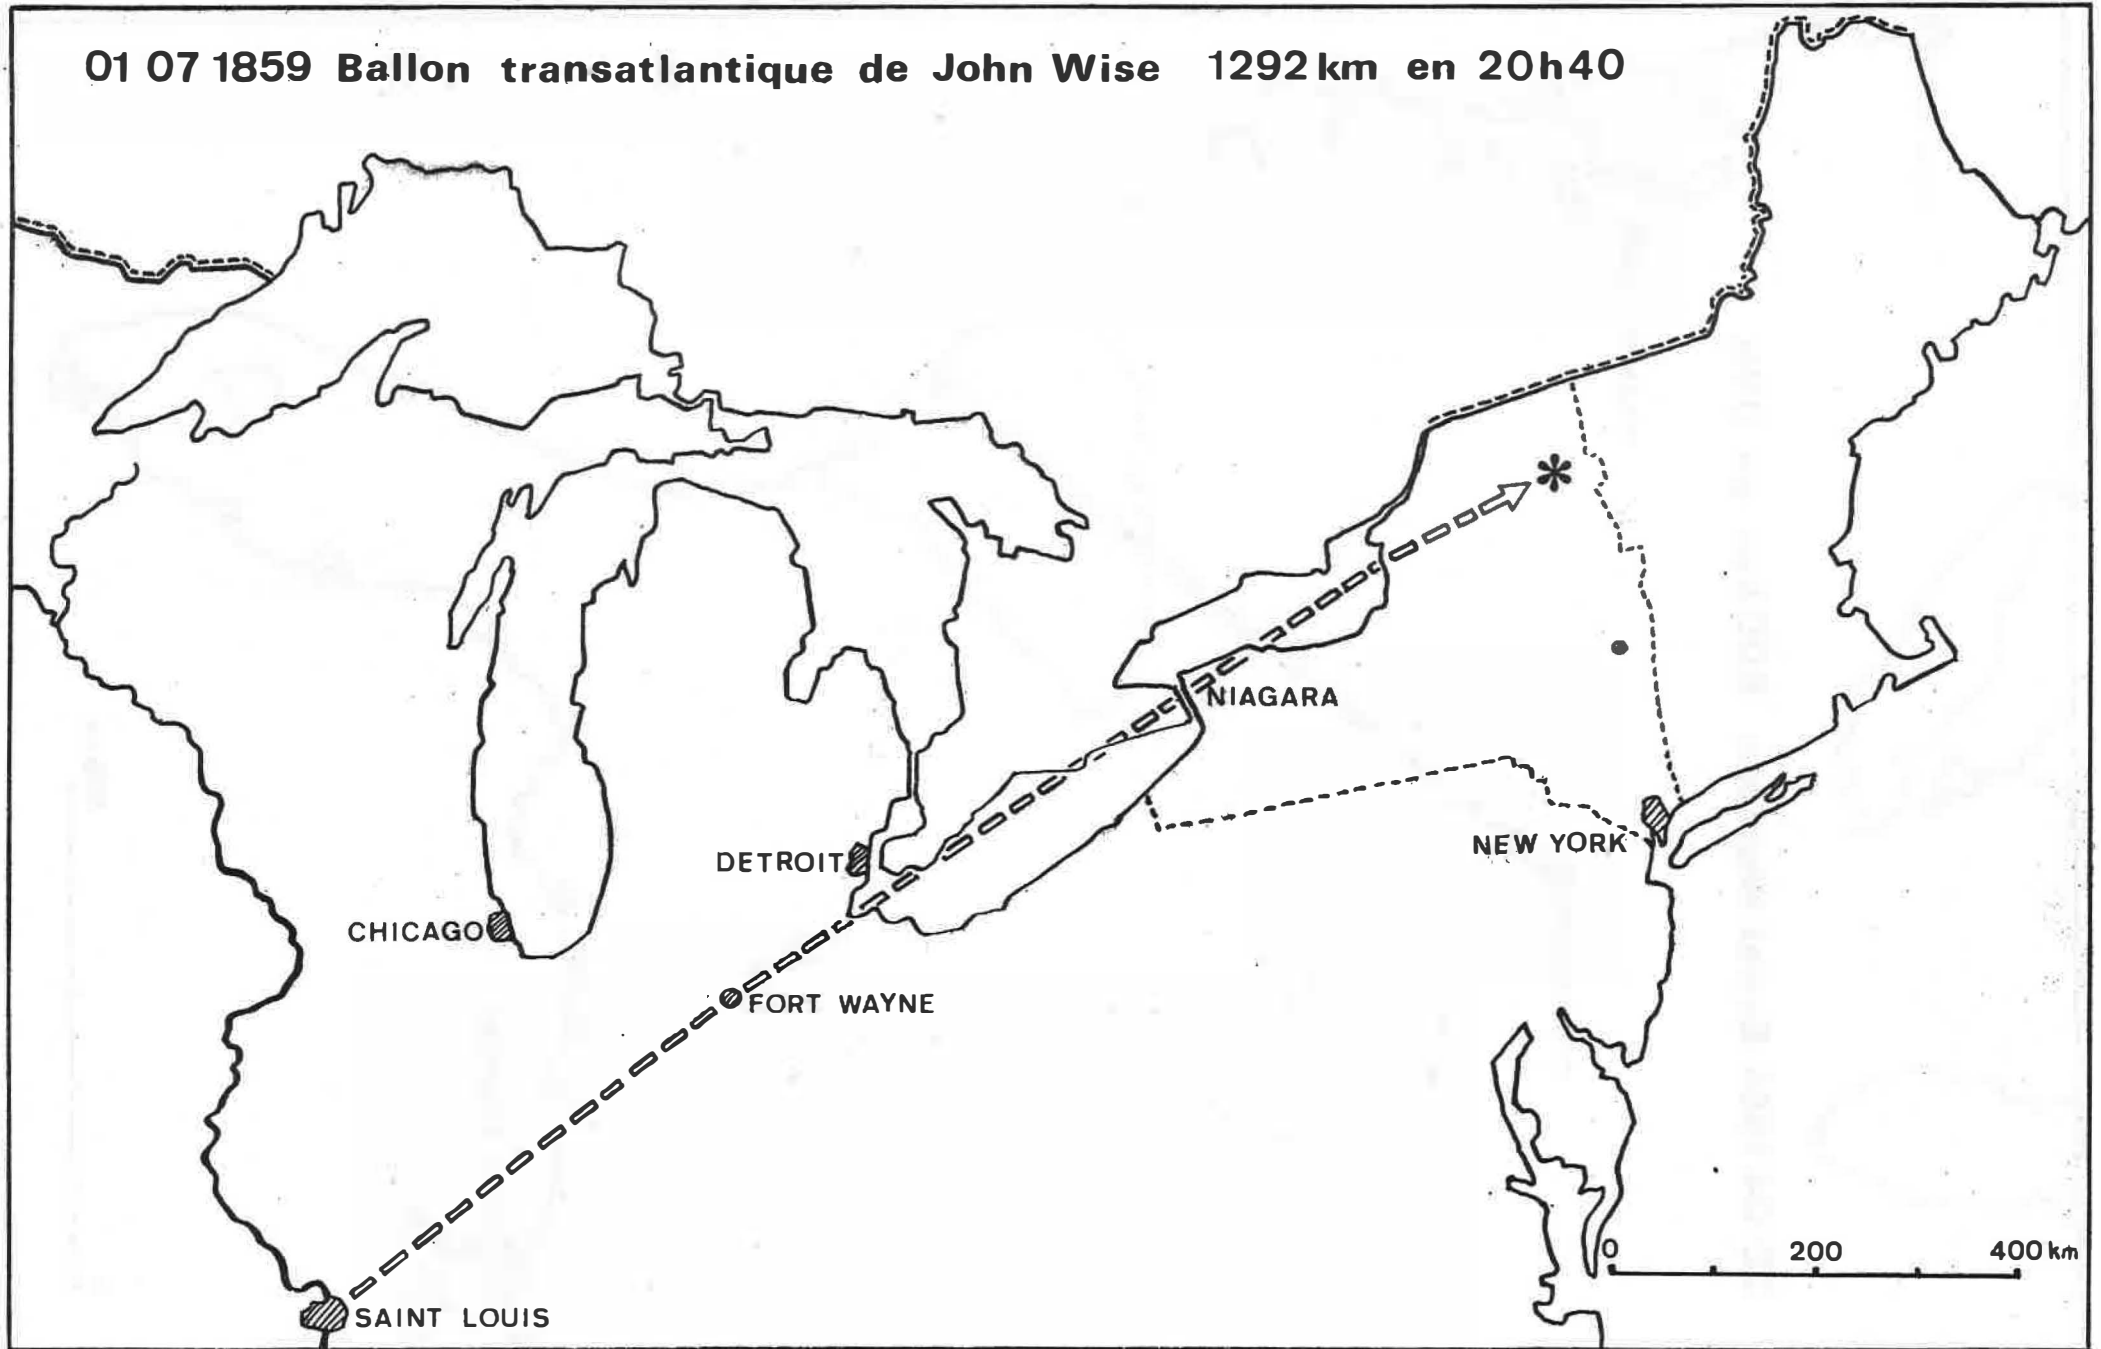 01 07 1859 Ballon transatlantique de John Wise 1292 km en 20h40
NIAGARA
NEW YORK
DETROIT
CHICAGO
FORT WAYNE
0 200 400 km
SAINT LOUIS